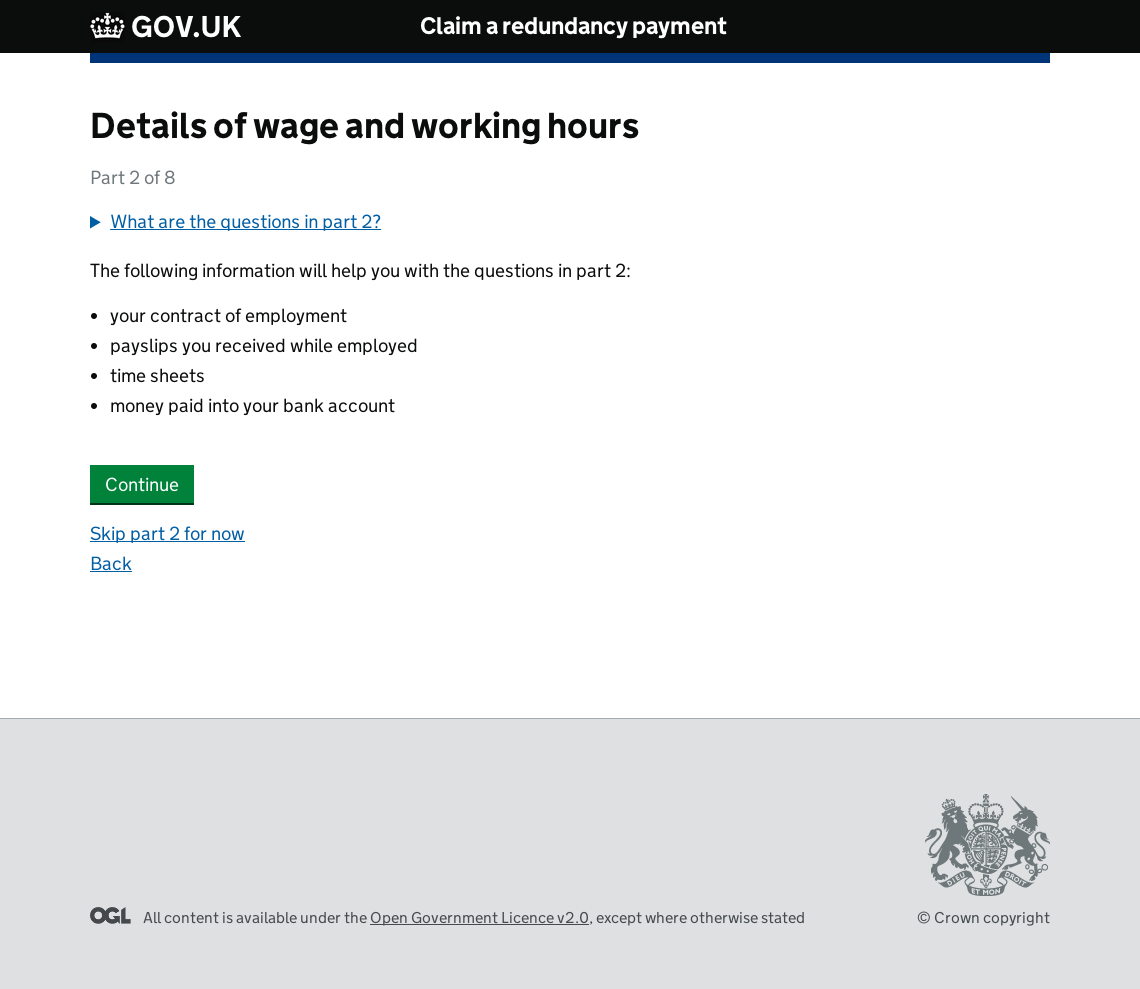 GOV.UK
Claim a redundancy payment
Details of wage and working hours
Part 2 of 8
What are the questions in part 2?
The following information will help you with the questions in part 2:
your contract of employment
payslips you received while employed
time sheets
money paid into your bank account
Continue
Skip part 2 for now
Back
OGL All content is available under the Open Government Licence v2.0, except where otherwise stated
DIEU ET MON DROIT
© Crown copyright